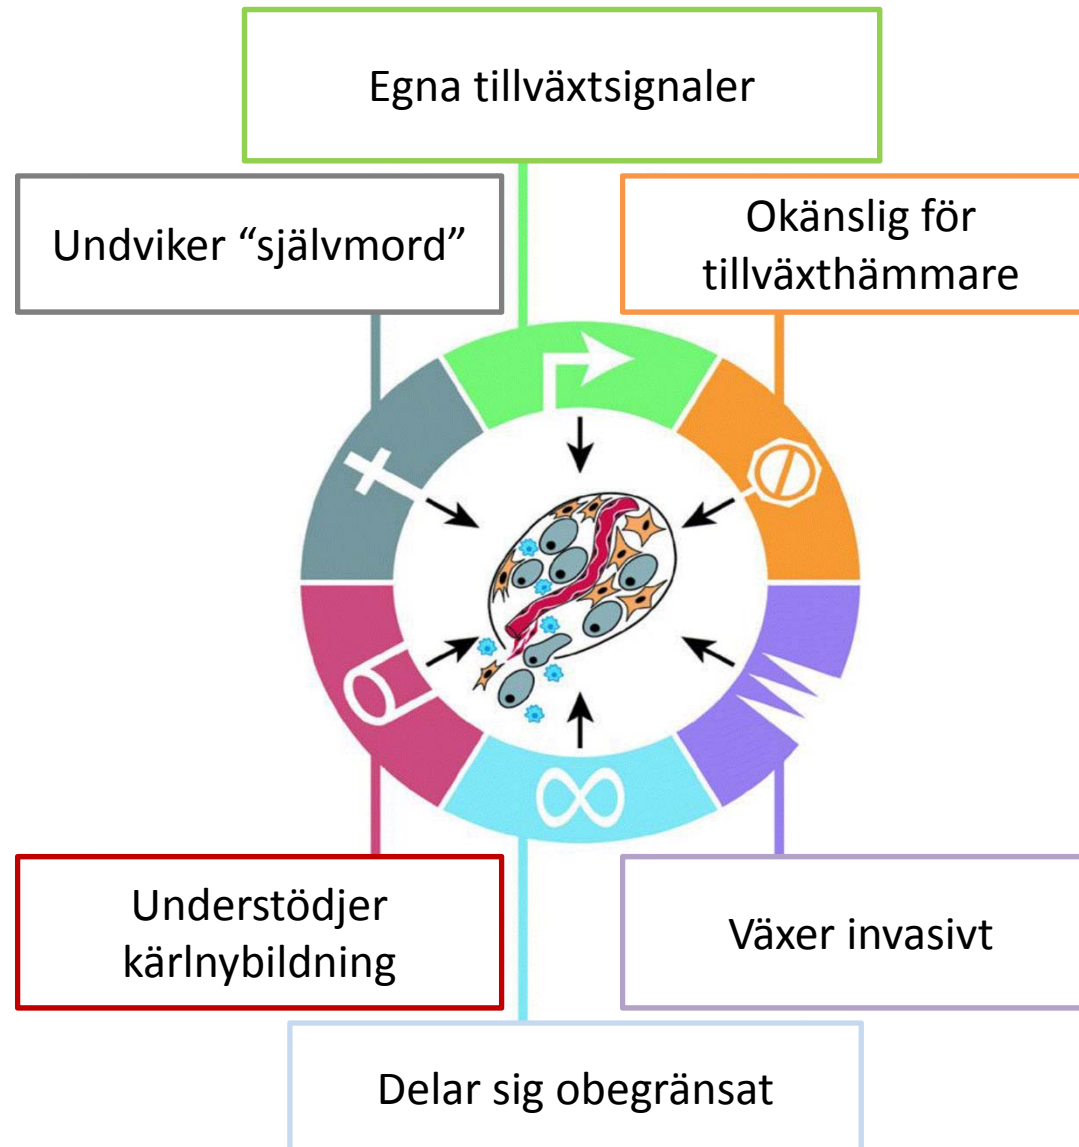 Egna tillväxtsignaler
Undviker “självmord”
Okänslig för
tillväxthämmare
Understödjer
kärlnybildning
Växer invasivt
Delar sig obegränsat